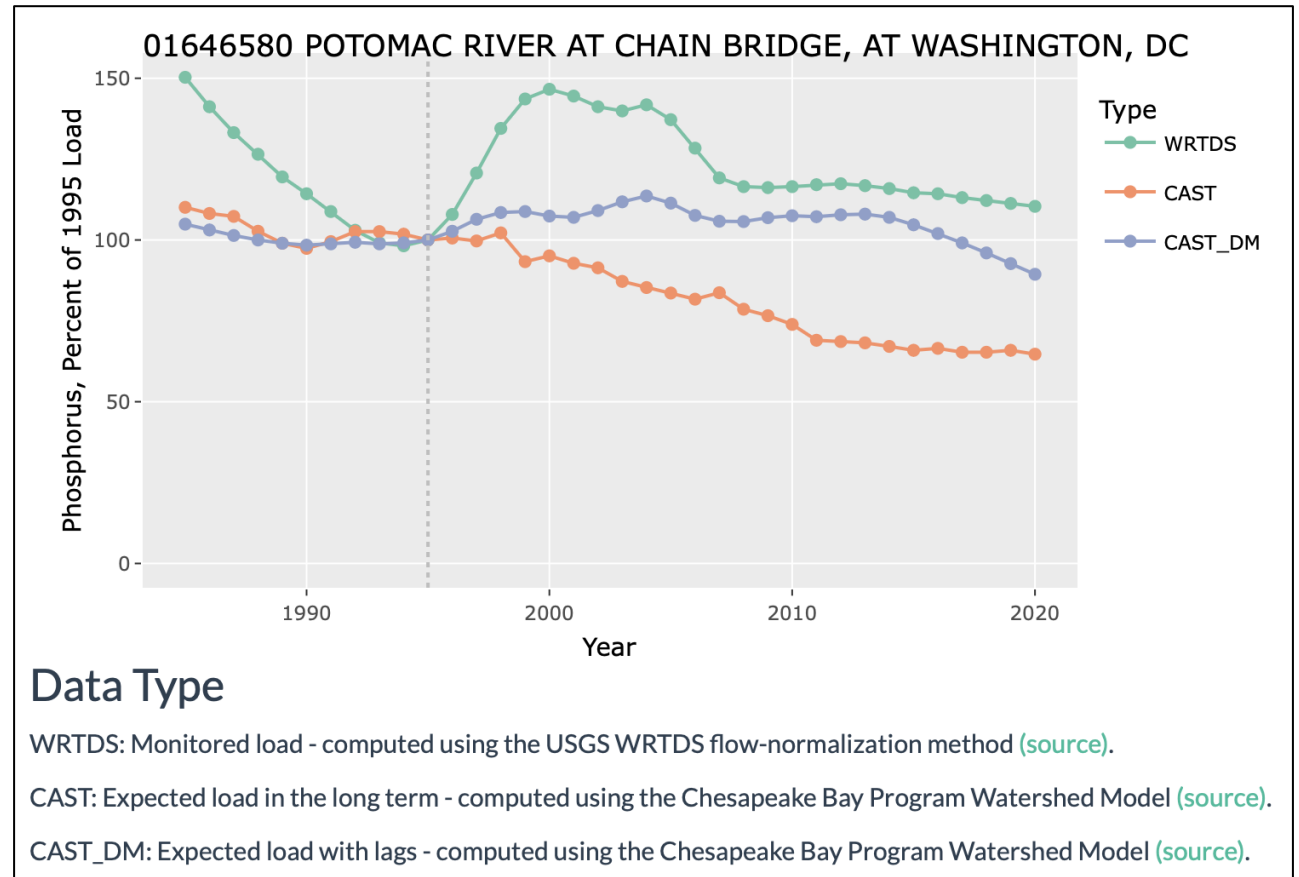 01646580 POTOMAC RIVER AT CHAIN BRIDGE, AT WASHINGTON, DC
Phosphorus, Percent of 1995 Load
150
100
50
0
1990
2000
2010
2020
Year
Type
WRTDS
CAST
CAST_DM
Data Type
WRTDS: Monitored load - computed using the USGS WRTDS flow-normalization method (source).
CAST: Expected load in the long term - computed using the Chesapeake Bay Program Watershed Model (source).
CAST_DM: Expected load with lags - computed using the Chesapeake Bay Program Watershed Model (source).